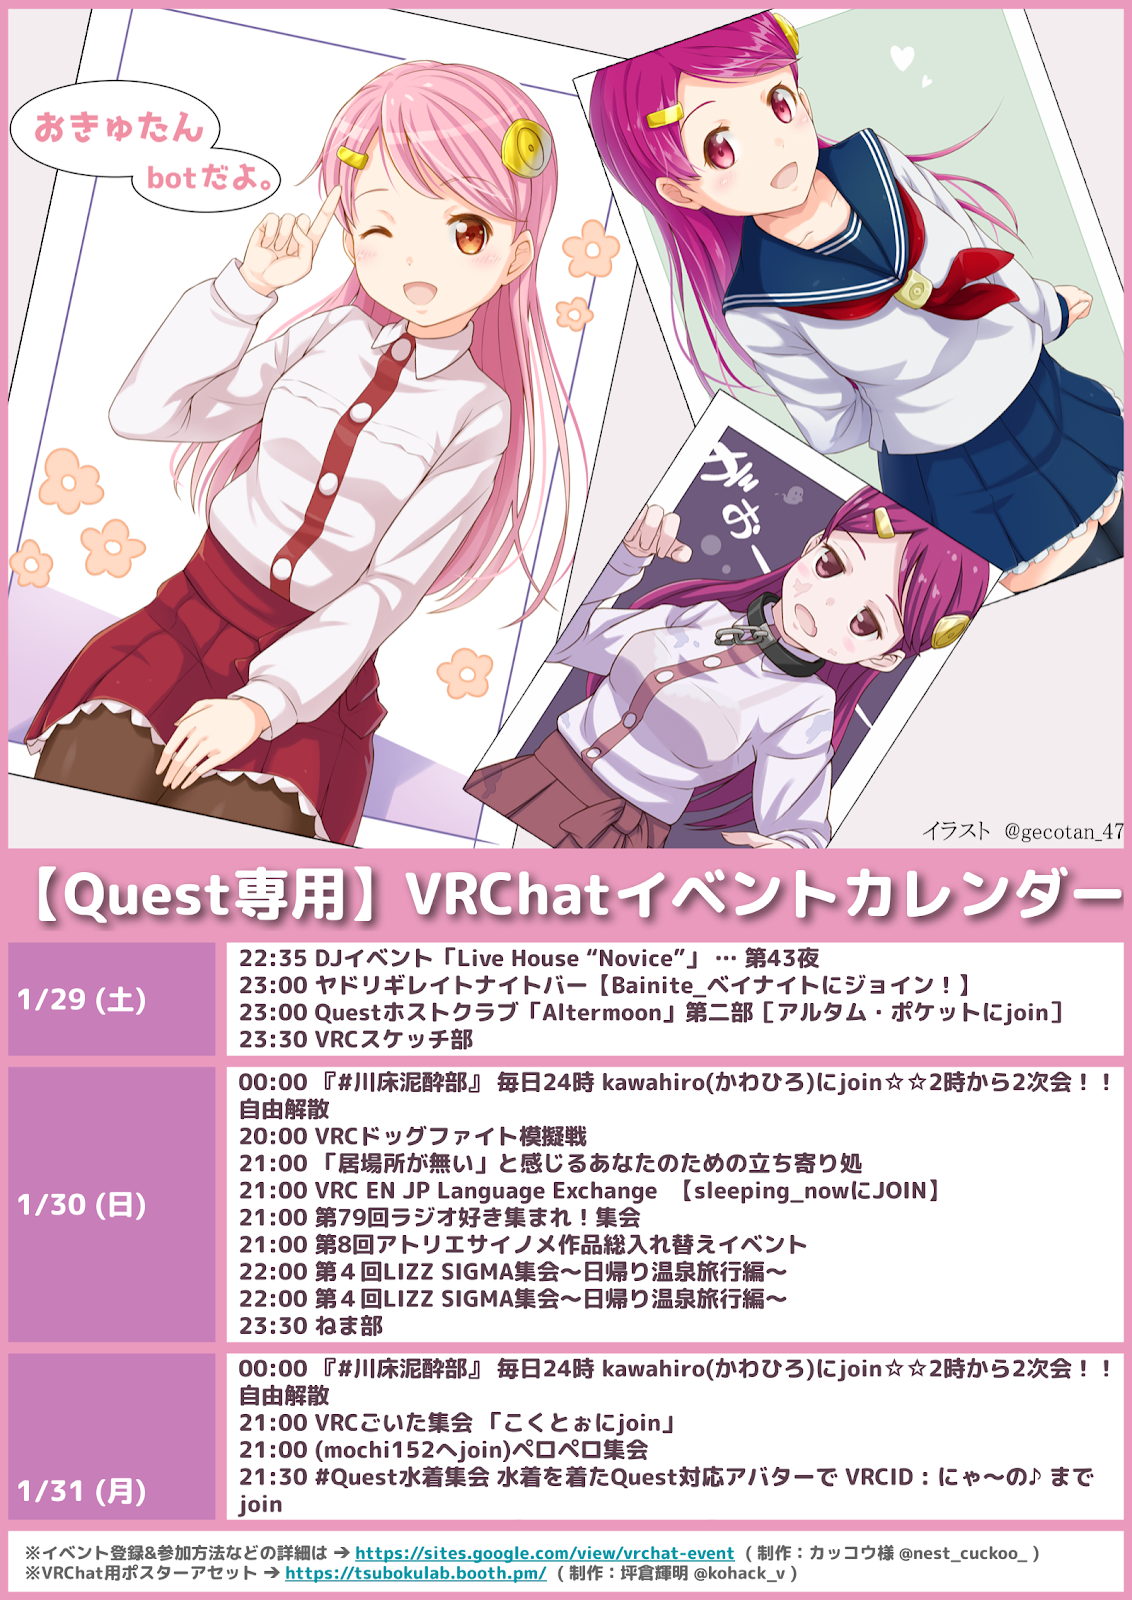 おきゅたん
botだよ。
がおー
イラスト @gecotan_47
【Quest専用】VRChatイベントカレンダー
1/29 (土)
22:35 DJイベント「Live House “Novice”」 … 第43夜
23:00 ヤドリギレイトナイトバー【Bainite_ベイナイトにジョイン！】
23:00 Questホストクラブ「Altermoon」第二部［アルタム・ポケットにjoin］
23:30 VRCスケッチ部
1/30 (日)
00:00 『#川床泥酔部』 毎日24時 kawahiro(かわひろ)にjoin☆☆2時から2次会！！
自由解散
20:00 VRCドッグファイト模擬戦
21:00 「居場所が無い」と感じるあなたのための立ち寄り処
21:00 VRC EN JP Language Exchange 【sleeping_nowにJOIN】
21:00 第79回ラジオ好き集まれ！集会
21:00 第8回アトリエサイノメ作品総入れ替えイベント
22:00 第４回LIZZ SIGMA集会～日帰り温泉旅行編～
22:00 第４回LIZZ SIGMA集会～日帰り温泉旅行編～
23:30 ねま部
1/31 (月)
00:00 『#川床泥酔部』 毎日24時 kawahiro(かわひろ)にjoin☆☆2時から2次会！！
自由解散
21:00 VRCごいた集会 「こくとぉにjoin」
21:00 (mochi152へjoin)ペロペロ集会
21:30 #Quest水着集会 水着を着たQuest対応アバターで VRCID：にゃ～の♪ まで
join
※イベント登録&参加方法などの詳細は → https://sites.google.com/view/vrchat-event （ 制作：カッコウ様 @nest_cuckoo_ ）
※VRChat用ポスターアセット → https://tsubokulab.booth.pm/ （ 制作：坪倉輝明 @kohack_v ）